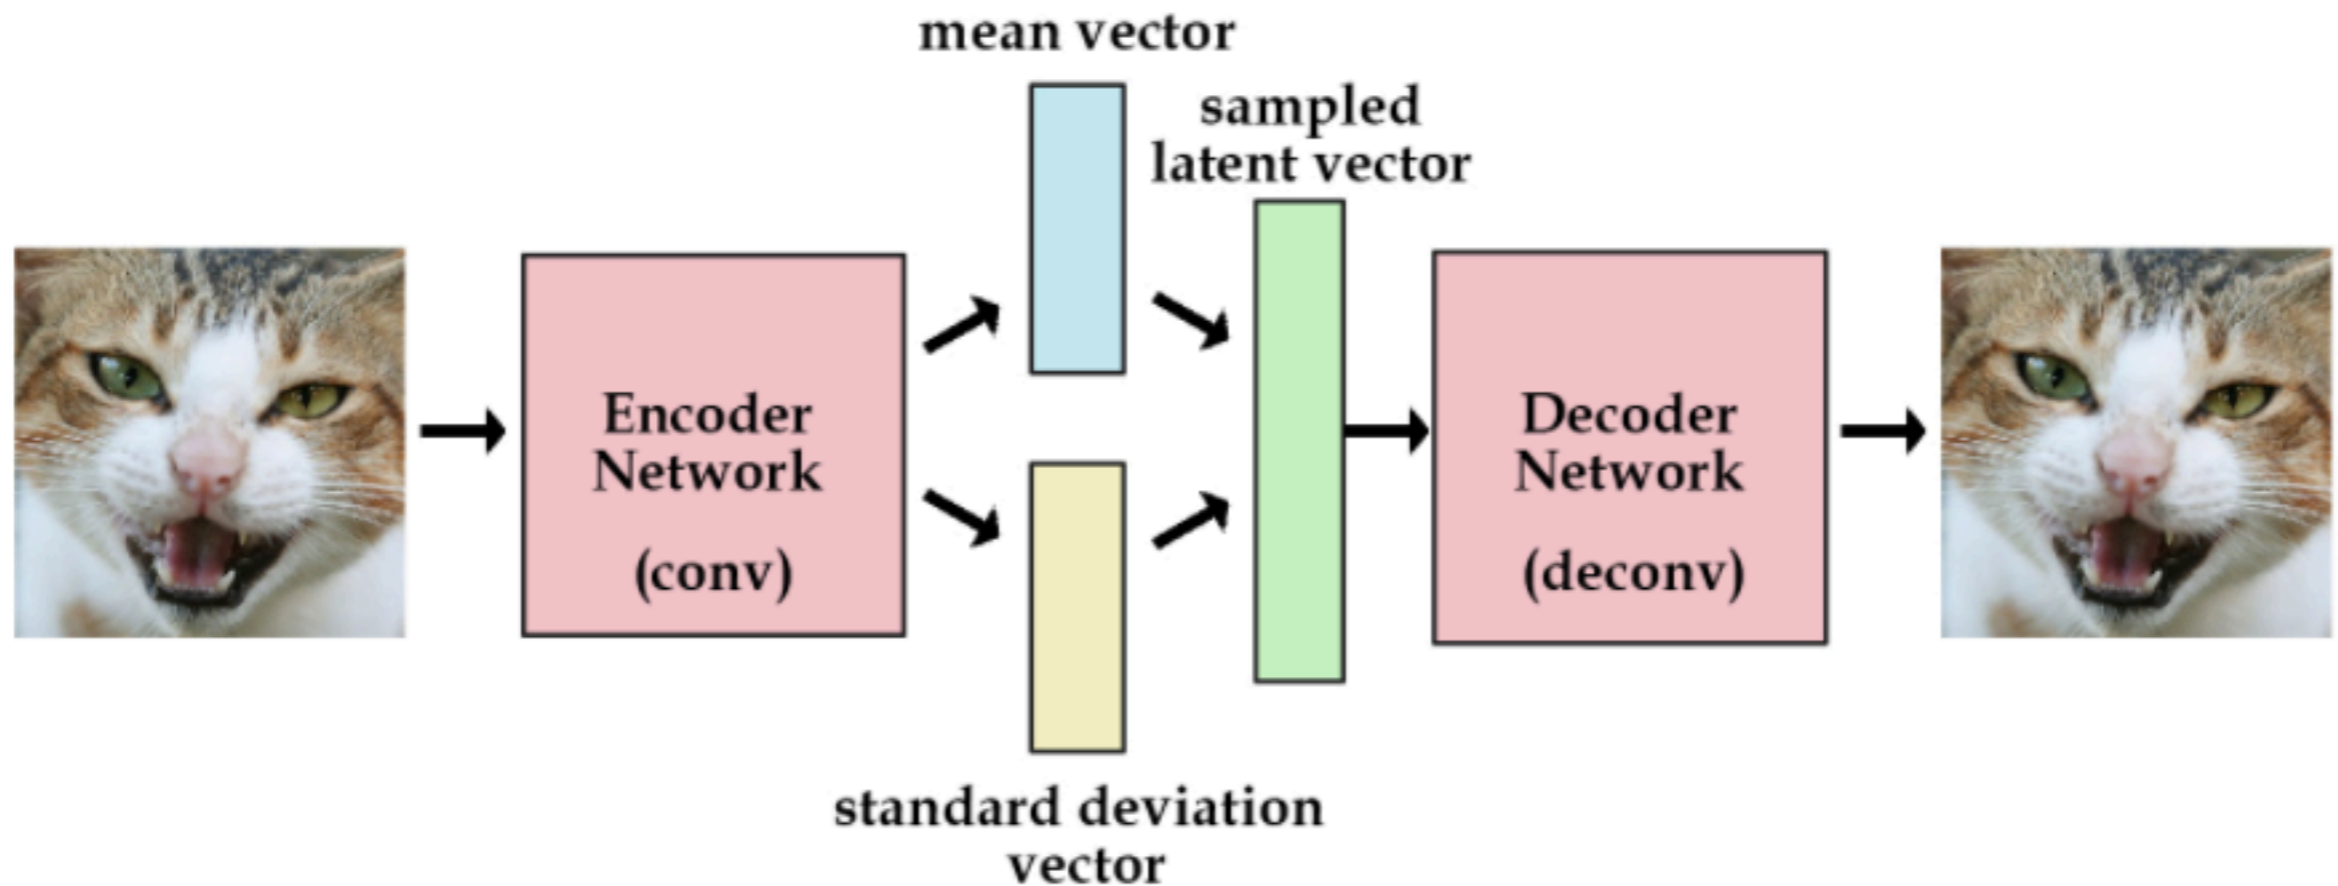 mean vector
sampled
latent vector
Encoder
Network
(conv)
Decoder
Network
(deconv)
standard deviation
vector